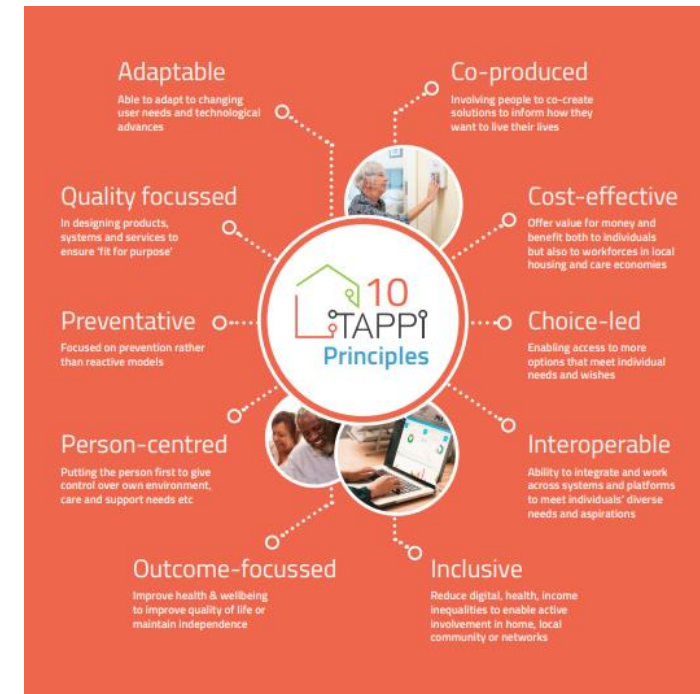 Adaptable
Able to adapt to changing
user needs and technological
advances
Co-produced
Involving people to co-create
solutions to inform how they
want to live their lives
Quality focussed
In designing products,
systems and services to
ensure 'fit for purpose'
Cost-effective
Offer value for money and
benefit both to individuals
but also to workforces in local
housing and care economies
10
TAPPi
Principles
Preventative
Focused on prevention rather
than reactive models
Choice-led
Enabling access to more
options that meet individual
needs and wishes
Person-centred
Putting the person first to give
control over own environment,
care and support needs etc
Interoperable
Ability to integrate and work
across systems and platforms
to meet individuals' diverse
needs and aspirations
Outcome-focussed
Improve health & wellbeing
to improve quality of life or
maintain independence
Inclusive
Reduce digital, health, income
inequalities to enable active
involvement in home, local
community or networks